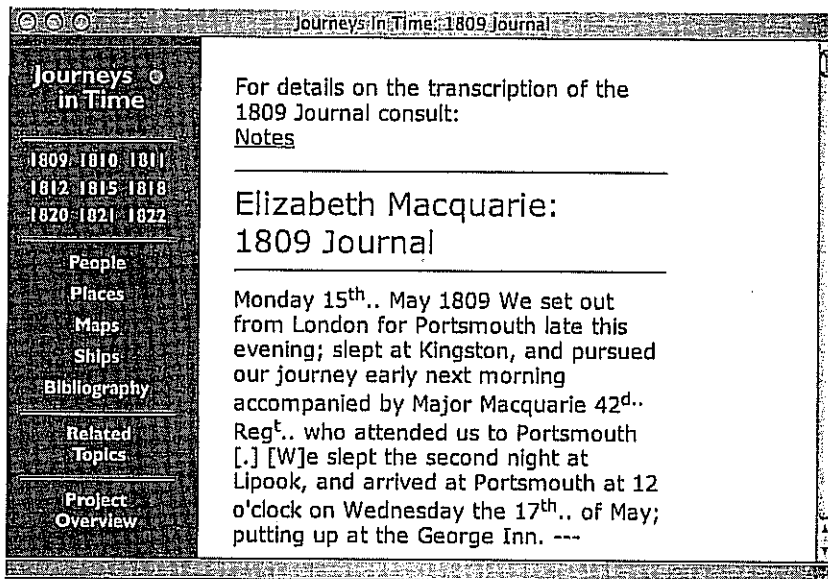 Journeys In Time: 1809 Journal
Journeys
in Time
1809 1810 1811
1812 1815 1818
1820 1821 1822
People
Places
Maps
Ships
Bibliography
Related
Topics
Project
Overview
For details on the transcription of the
1809 Journal consult:
Notes
Elizabeth Macquarie:
1809 Journal
Monday 15th.. May 1809 We set out
from London for Portsmouth late this
evening; slept at Kingston, and pursued
our journey early next morning
accompanied by Major Macquarie 42d..
Regt.. who attended us to Portsmouth
[.] [W]e slept the second night at
Lipook, and arrived at Portsmouth at 12
o'clock on Wednesday the 17th.. of May;
putting up at the George Inn. ---